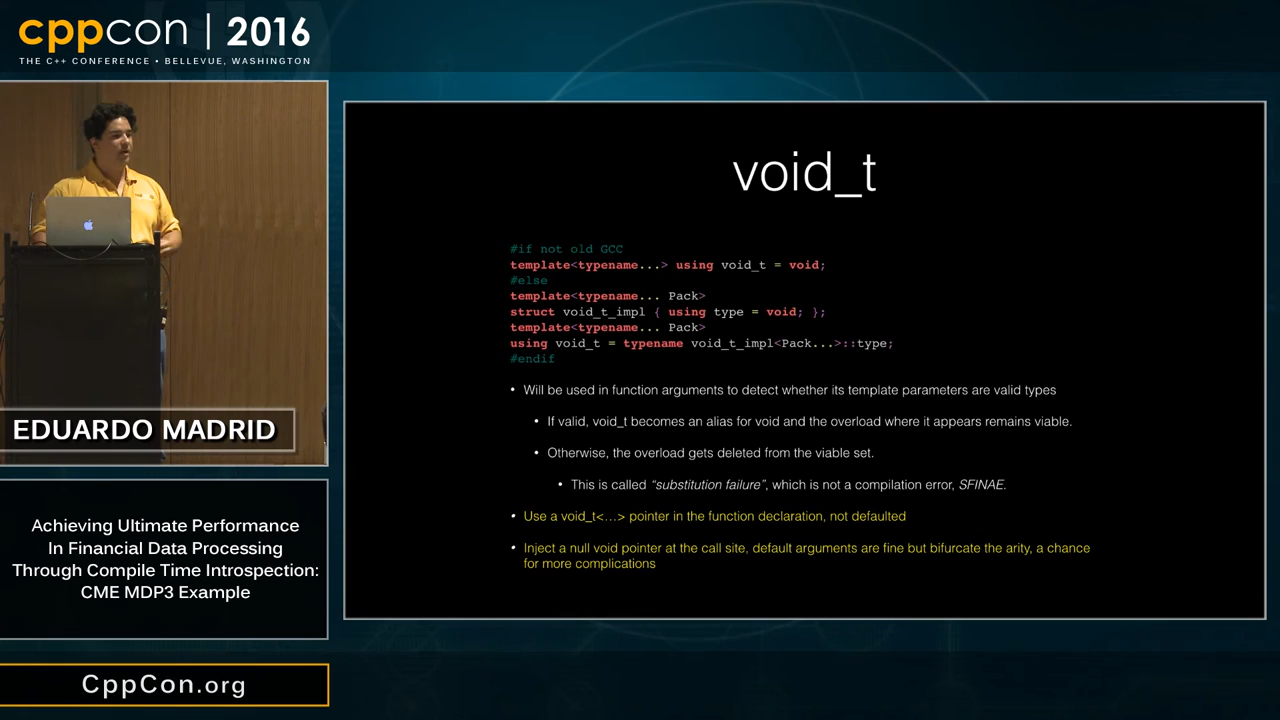 cppcon | 2016
THE C++ CONFERENCE • BELLEVUE, WASHINGTON
EDUARDO MADRID
Achieving Ultimate Performance
In Financial Data Processing
Through Compile Time Introspection:
CME MDP3 Example
CppCon.org
void_t
#if not old GCC
template<typename...> using void_t = void;
#else
template<typename... Pack>
struct void_t_impl { using type = void; };
template<typename... Pack>
using void_t = typename void_t_impl<Pack...>::type;
#endif
• Will be used in function arguments to detect whether its template parameters are valid types
• If valid, void_t becomes an alias for void and the overload where it appears remains viable.
• Otherwise, the overload gets deleted from the viable set.
• This is called “substitution failure”, which is not a compilation error, SFINAE.
• Use a void_t<…> pointer in the function declaration, not defaulted
• Inject a null void pointer at the call site, default arguments are fine but bifurcate the arity, a chance
for more complications